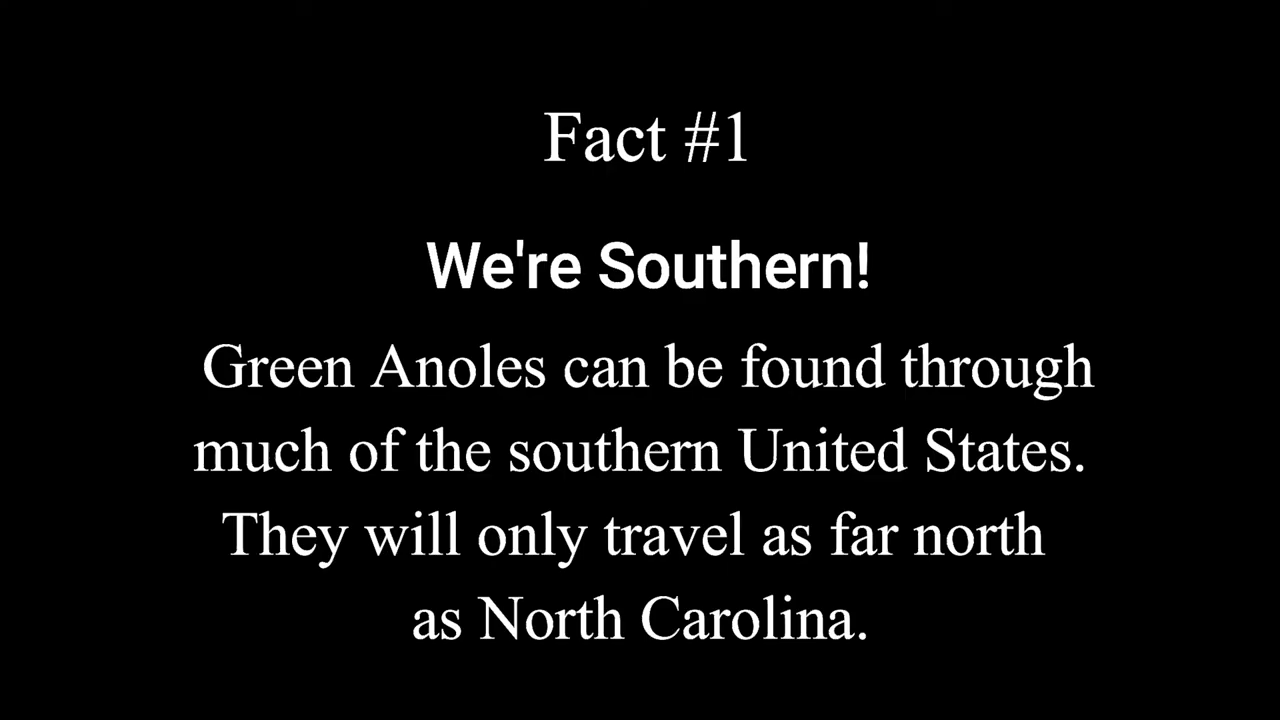 Fact #1
We're Southern!
Green Anoles can be found through
much of the southern United States.
They will only travel as far north
as North Carolina.